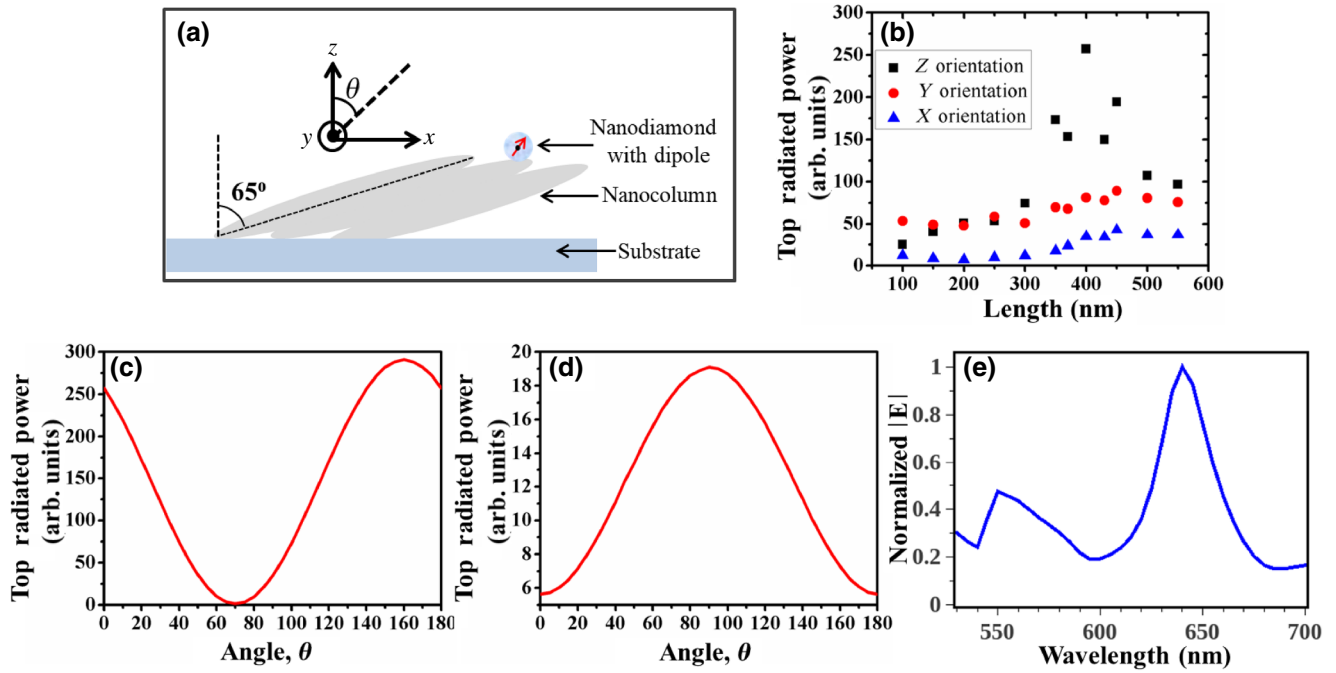 (a)
z
θ
y
x
65⁰
Nanodiamond
with dipole
Nanocolumn
Substrate
(b)
Top radiated power
(arb. units)
300
250
200
150
100
50
0
Z orientation
Y orientation
X orientation
100 200 300 400 500 600
Length (nm)
(c)
Top radiated power
(arb. units)
300
250
200
150
100
50
0
0 20 40 60 80 100 120 140 160 180
Angle, θ
(d)
Top radiated power
(arb. units)
20
18
16
14
12
10
8
6
0 20 40 60 80 100 120 140 160 180
Angle, θ
(e)
Normalized |E|
1
0.8
0.6
0.4
0.2
0
550 600 650 700
Wavelength (nm)